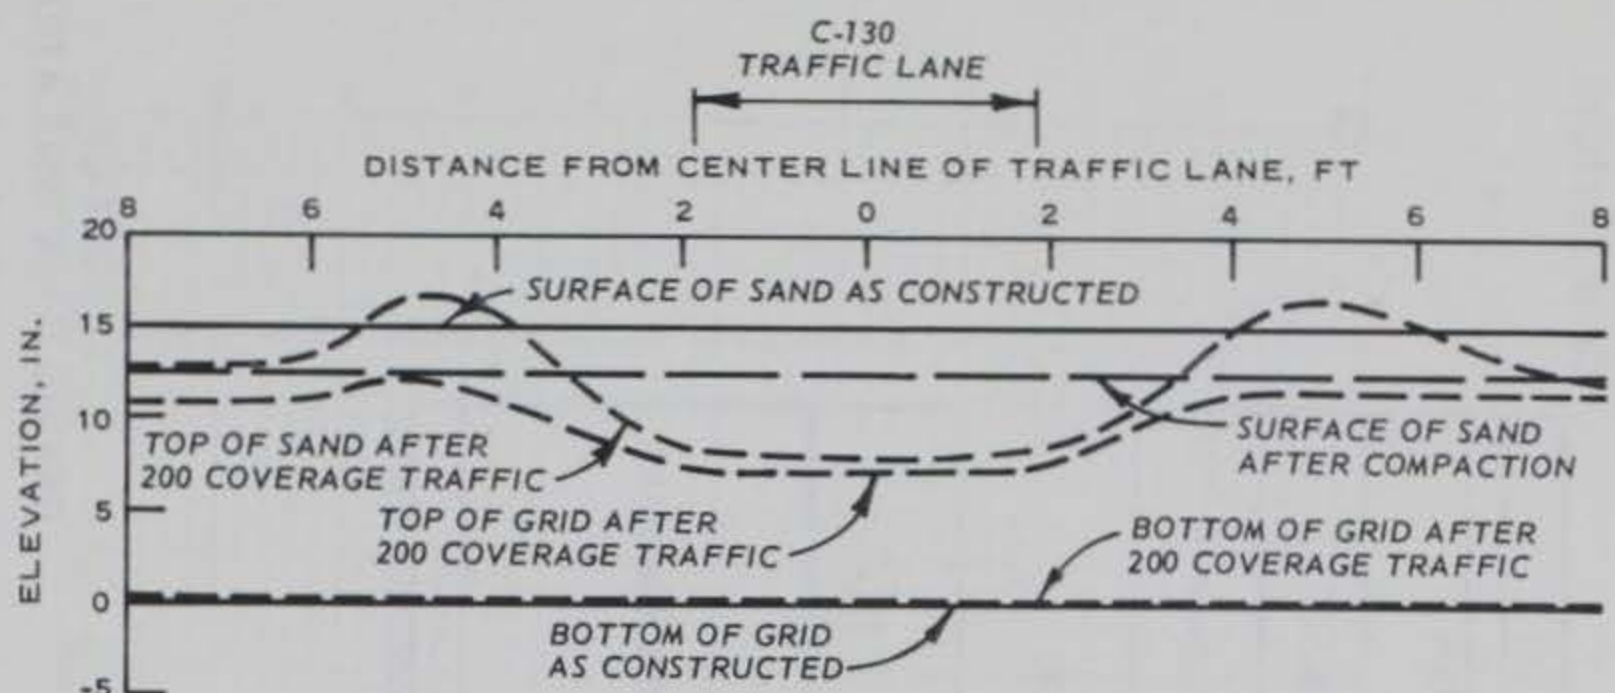 C-130
TRAFFIC LANE
DISTANCE FROM CENTER LINE OF TRAFFIC LANE, FT
8 6 4 2 0 2 4 6 8
20
SURFACE OF SAND AS CONSTRUCTED
15
ELEVATION, IN.
10
TOP OF SAND AFTER
200 COVERAGE TRAFFIC
SURFACE OF SAND
AFTER COMPACTION
5
TOP OF GRID AFTER
200 COVERAGE TRAFFIC
BOTTOM OF GRID AFTER
200 COVERAGE TRAFFIC
0
BOTTOM OF GRID
AS CONSTRUCTED
-5